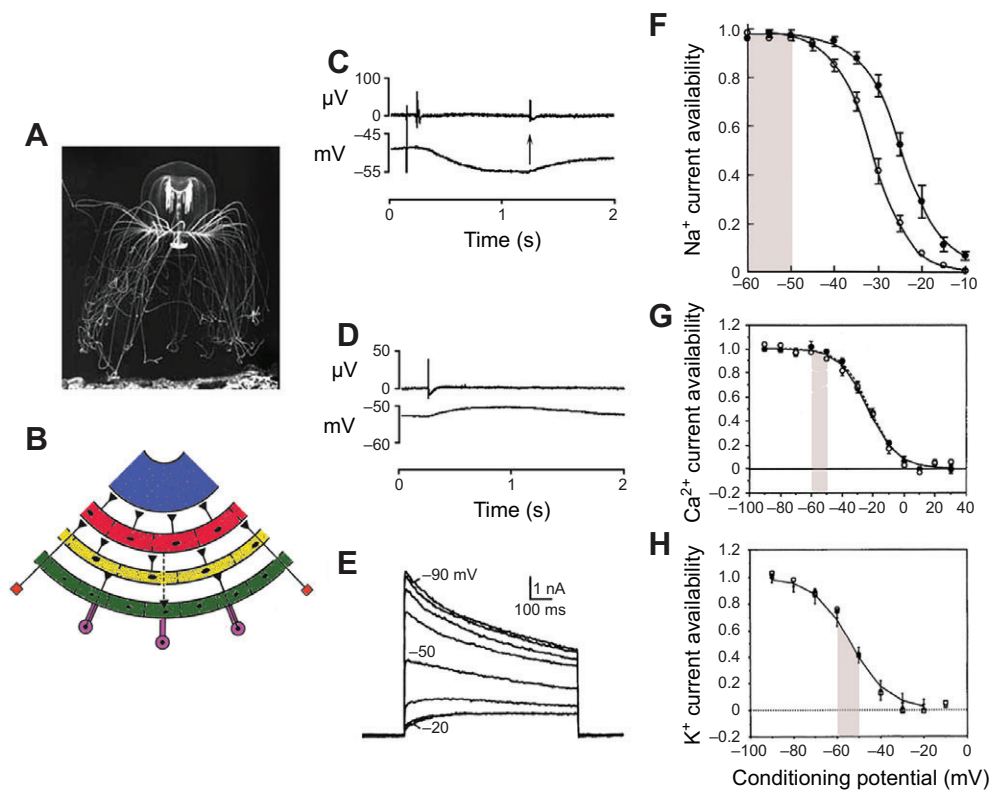 A
B
C
100
µV
0
–45
mV
–55
0
1
2
Time (s)
D
50
µV
0
–50
mV
–60
0
1
2
Time (s)
E
–90 mV
1 nA
100 ms
–50
–20
F
Na⁺ current availability
1.0
0.8
0.6
0.4
0.2
0
–60
–50
–40
–30
–20
–10
G
Ca²⁺ current availability
1.2
1.0
0.8
0.6
0.4
0.2
0
–0.2
–100
–80
–60
–40
–20
0
20
40
H
K⁺ current availability
1.2
1.0
0.8
0.6
0.4
0.2
0
–0.2
–100
–80
–60
–40
–20
0
Conditioning potential (mV)